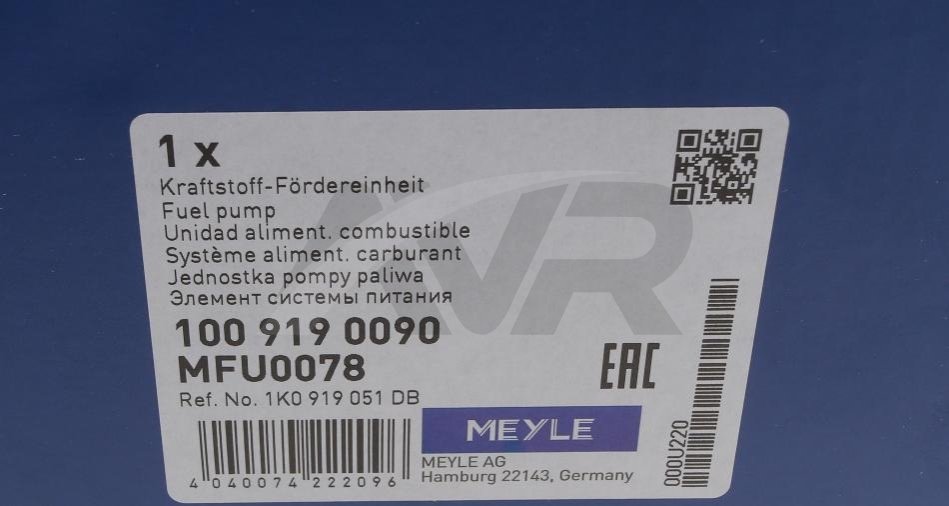 1 x
Kraftstoff-Fördereinheit
Fuel pump
Unidad aliment. combustible
Système aliment. carburant
Jednostka pompy paliwa
Элемент системы питания
100 919 0090
MFU0078
Ref. No. 1K0 919 051 DB
EAC
MEYLE
MEYLE AG
Hamburg 22143, Germany
4 040074 222096
000U220
AVR